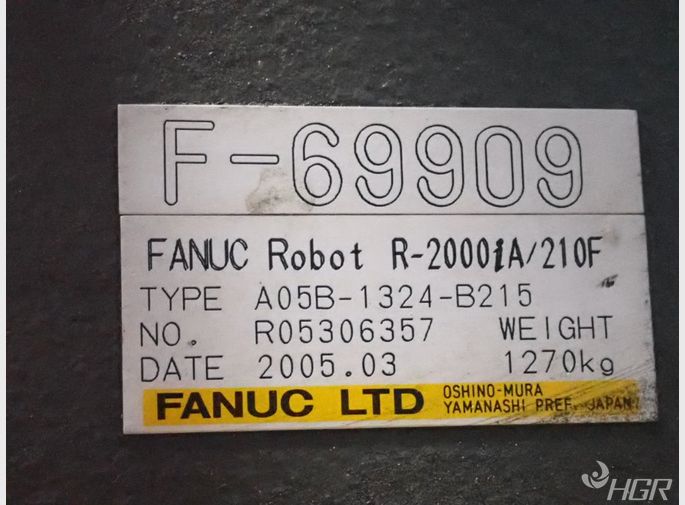 F-69909
FANUC Robot R-2000iA/210F
TYPE A05B-1324-B215
NO. R05306357 WEIGHT
DATE 2005.03 1270kg
FANUC LTD OSHINO-MURA
YAMANASHI PREF. JAPAN
HGR